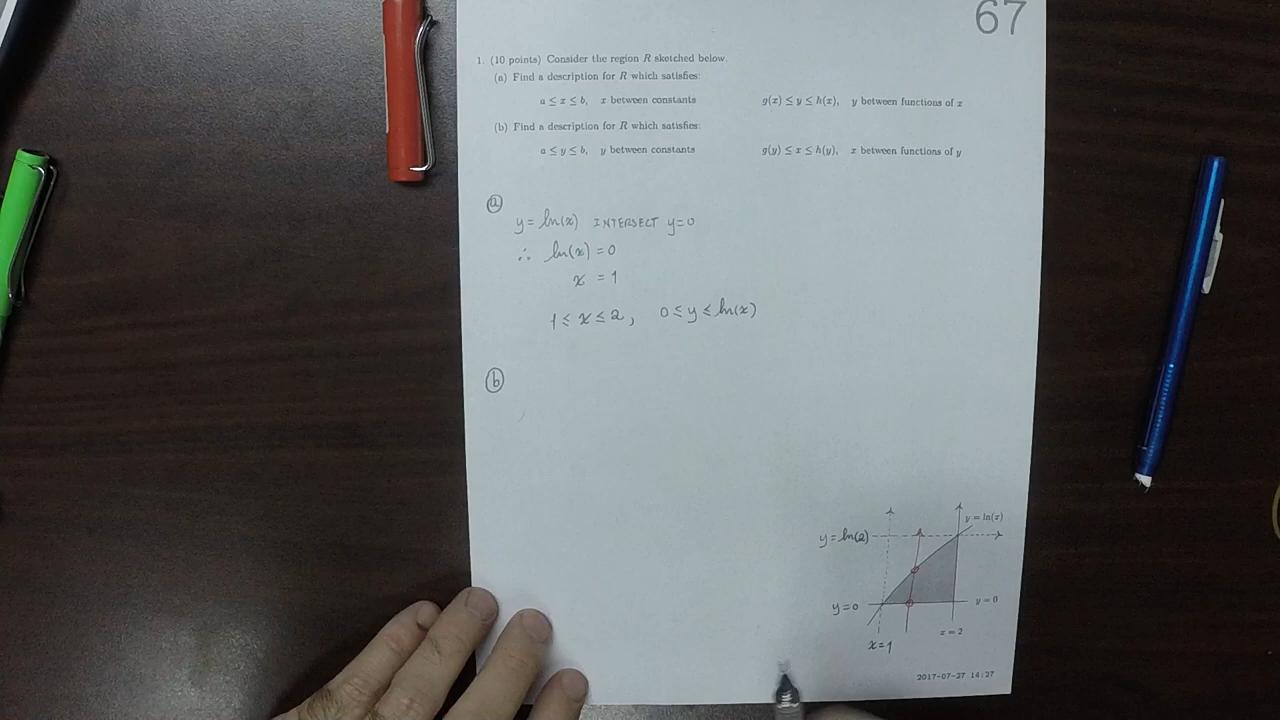 67
1. (10 points) Consider the region R sketched below.
(a) Find a description for R which satisfies:
a ≤ x ≤ b, x between constants g(x) ≤ y ≤ h(x), y between functions of x
(b) Find a description for R which satisfies:
a ≤ y ≤ b, y between constants g(y) ≤ x ≤ h(y), x between functions of y
ⓐ
y = ln(x) INTERSECT y=0
∴ ln(x) = 0
x = 1
1 ≤ x ≤ 2, 0 ≤ y ≤ ln(x)
ⓑ
y = ln(x)
y = ln(2)
y=0 y = 0
x = 2
x=1
2017-07-27 14:27